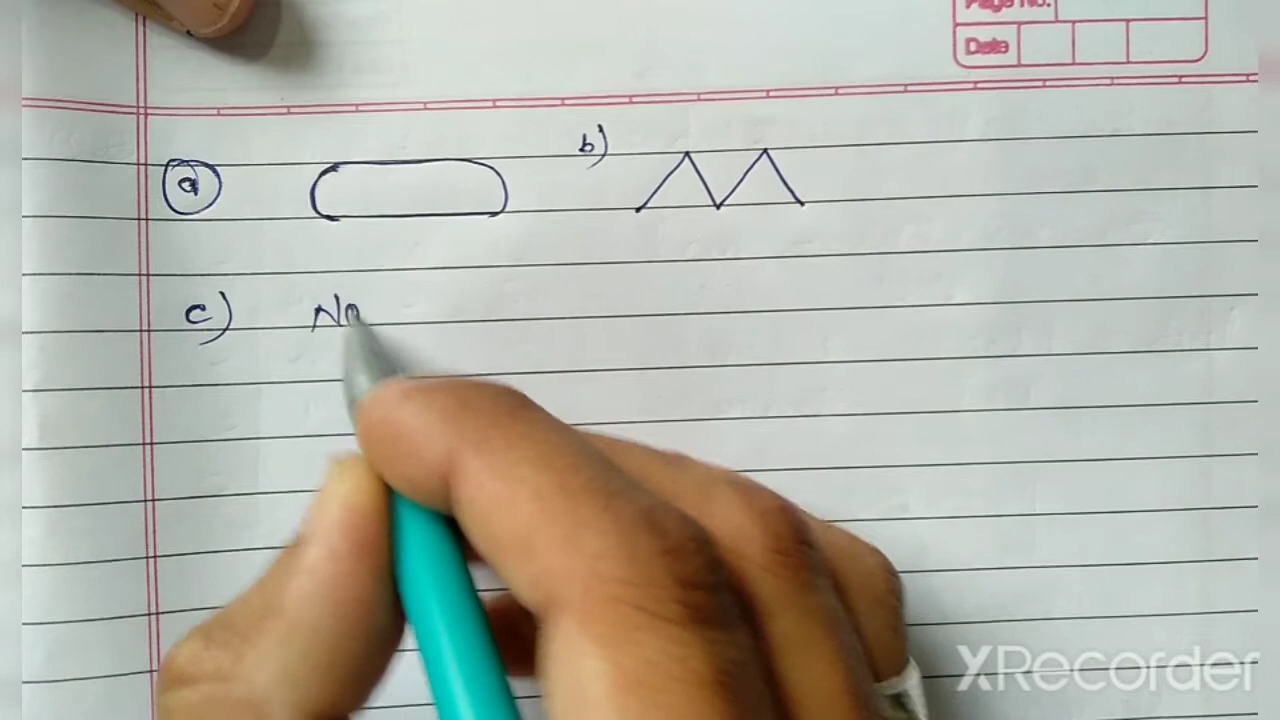 Page No.
Date
b)
a
c) No
XRecorder